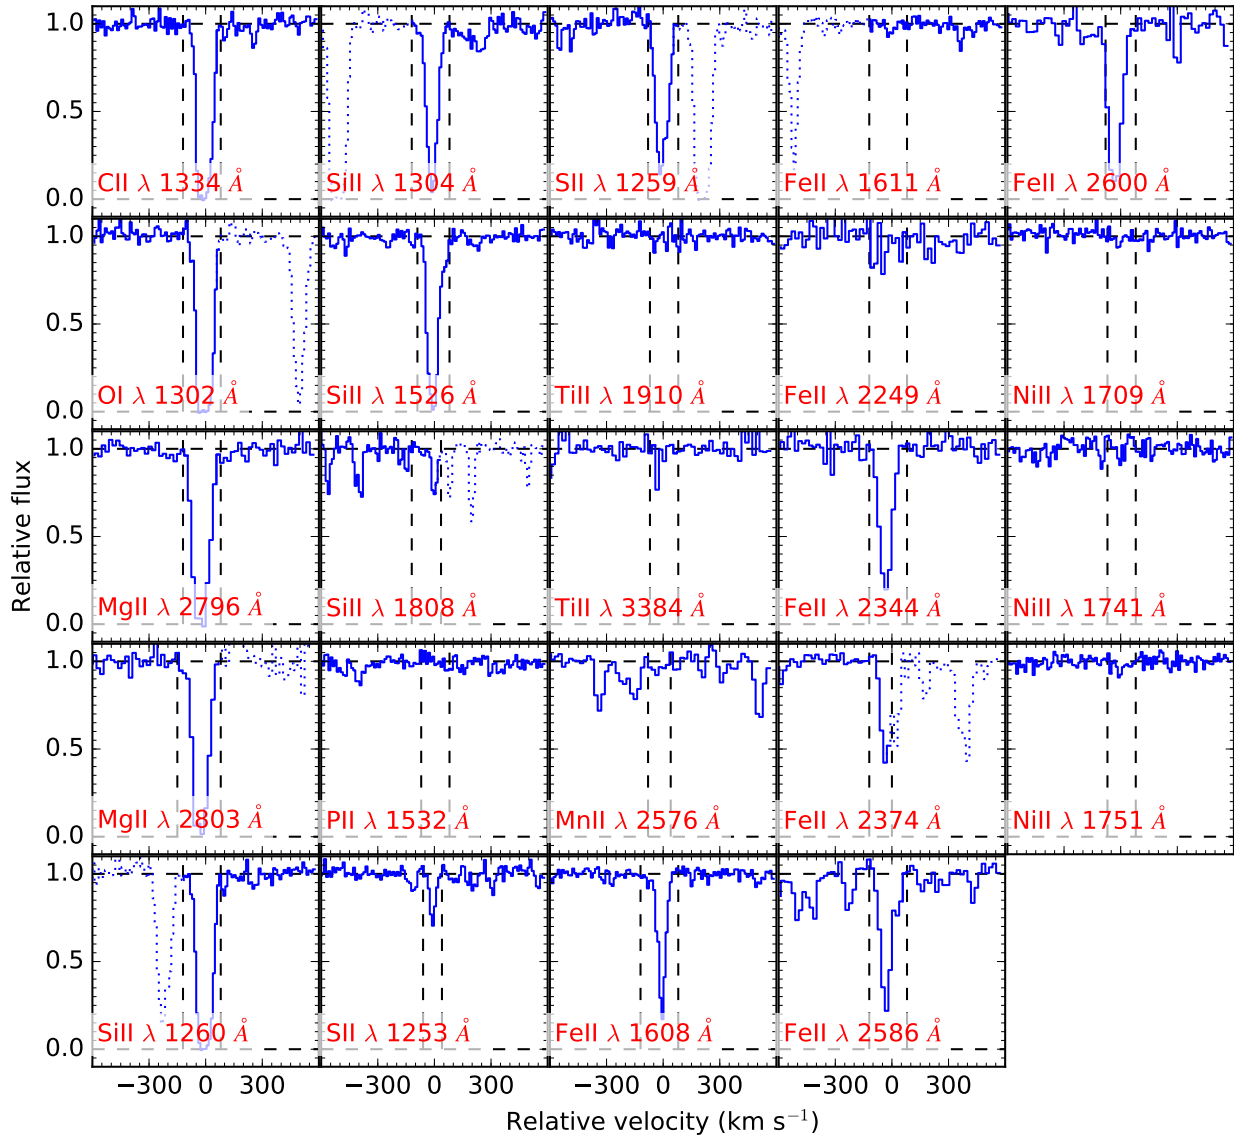 1.0
0.5
0.0
CII λ 1334 Å
SiII λ 1304 Å
SII λ 1259 Å
FeII λ 1611 Å
FeII λ 2600 Å
1.0
0.5
0.0
OI λ 1302 Å
SiII λ 1526 Å
TiII λ 1910 Å
FeII λ 2249 Å
NiII λ 1709 Å
Relative flux
1.0
0.5
0.0
MgII λ 2796 Å
SiII λ 1808 Å
TiII λ 3384 Å
FeII λ 2344 Å
NiII λ 1741 Å
1.0
0.5
0.0
MgII λ 2803 Å
PII λ 1532 Å
MnII λ 2576 Å
FeII λ 2374 Å
NiII λ 1751 Å
1.0
0.5
0.0
SiII λ 1260 Å
SII λ 1253 Å
FeII λ 1608 Å
FeII λ 2586 Å
−300 0 300
−300 0 300
−300 0 300
−300 0 300
Relative velocity (km s⁻¹)